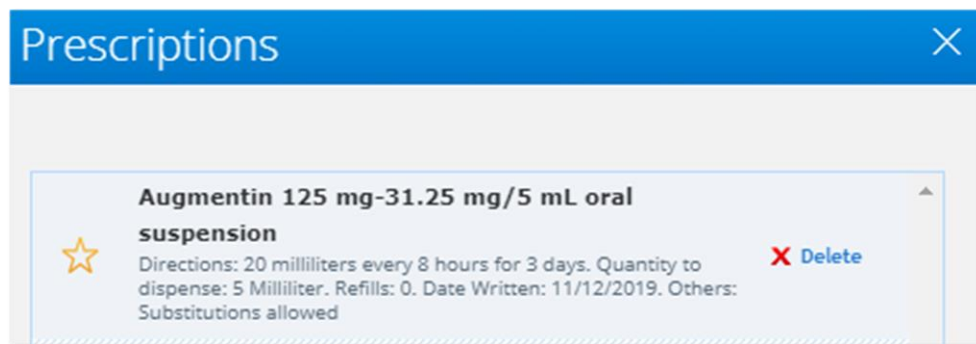 Prescriptions
Augmentin 125 mg-31.25 mg/5 mL oral
suspension
Directions: 20 milliliters every 8 hours for 3 days. Quantity to
dispense: 5 Milliliter. Refills: 0. Date Written: 11/12/2019. Others:
Substitutions allowed
Delete